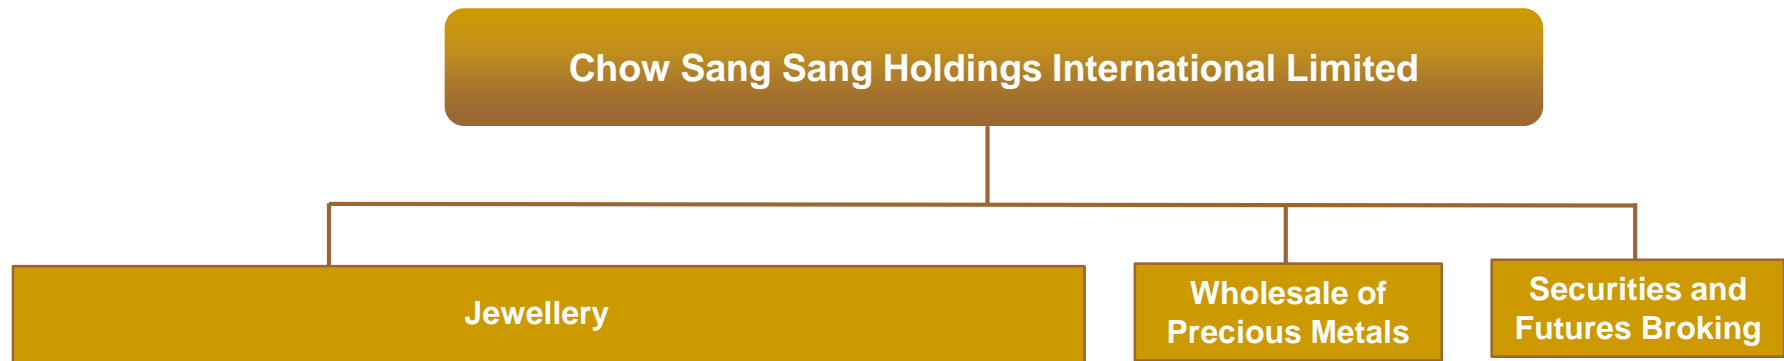 Chow Sang Sang Holdings International Limited
Jewellery
Wholesale of
Precious Metals
Securities and
Futures Broking